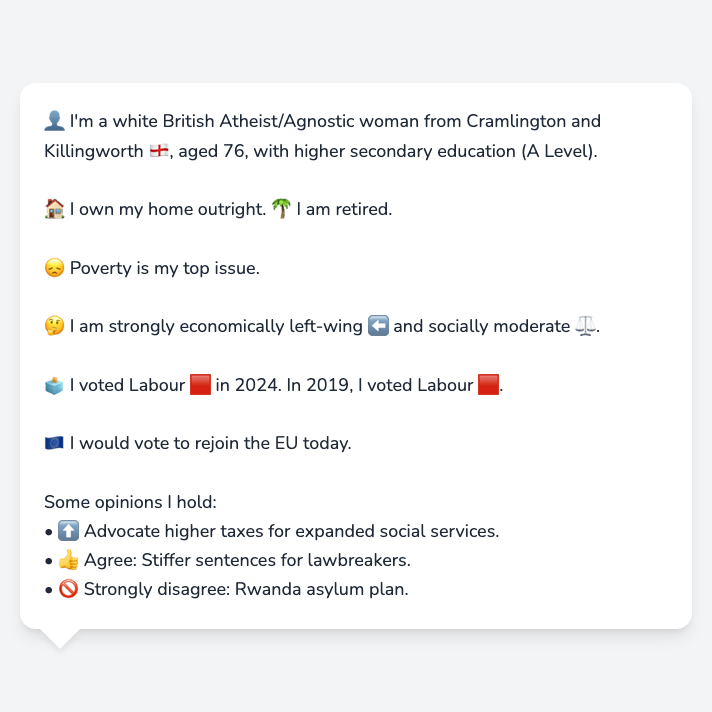 👤 I'm a white British Atheist/Agnostic woman from Cramlington and
Killingworth 🏴󠁧󠁢󠁥󠁮󠁧󠁿, aged 76, with higher secondary education (A Level).
🏠 I own my home outright. 🌴 I am retired.
😞 Poverty is my top issue.
🤔 I am strongly economically left-wing ⬅️ and socially moderate ⚖️.
🗳️ I voted Labour 🟥 in 2024. In 2019, I voted Labour 🟥.
🇪🇺 I would vote to rejoin the EU today.
Some opinions I hold:
• ⬆️ Advocate higher taxes for expanded social services.
• 👍 Agree: Stiffer sentences for lawbreakers.
• 🚫 Strongly disagree: Rwanda asylum plan.